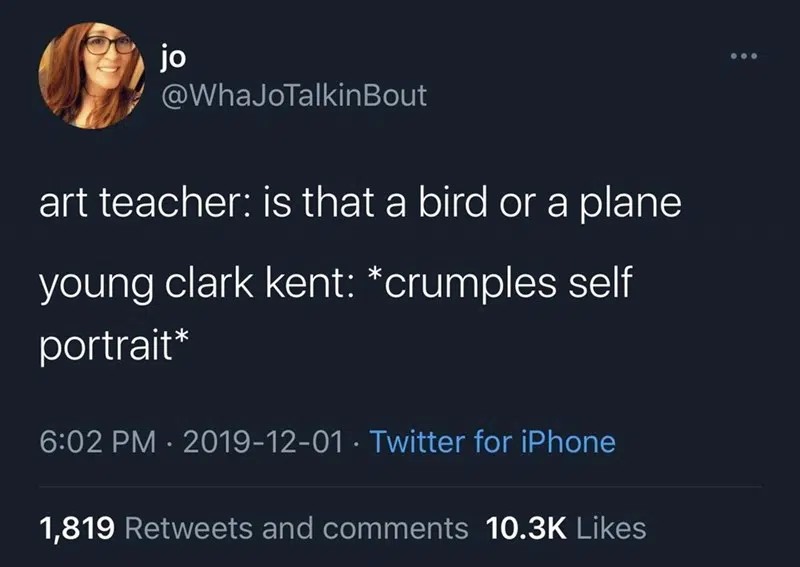 jo
@WhaJoTalkinBout
art teacher: is that a bird or a plane
young clark kent: *crumples self
portrait*
6:02 PM · 2019-12-01 · Twitter for iPhone
1,819 Retweets and comments 10.3K Likes